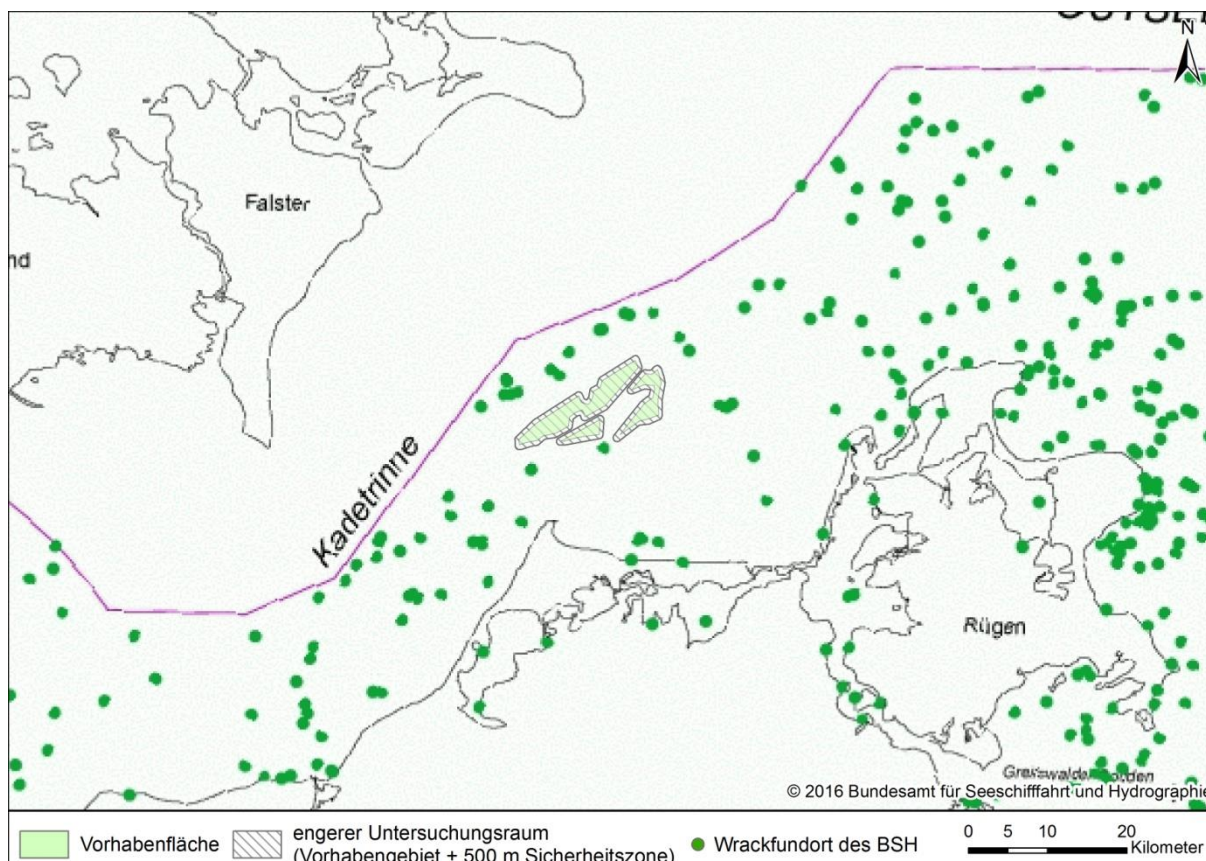 N
Falster
nd
Kadetrinne
Rügen
© 2016 Bundesamt für Seeschifffahrt und Hydrographie
Vorhabenfläche
engerer Untersuchungsraum
(Vorhabengebiet + 500 m Sicherheitszone)
Wrackfundort des BSH
0 5 10 20
Kilometer